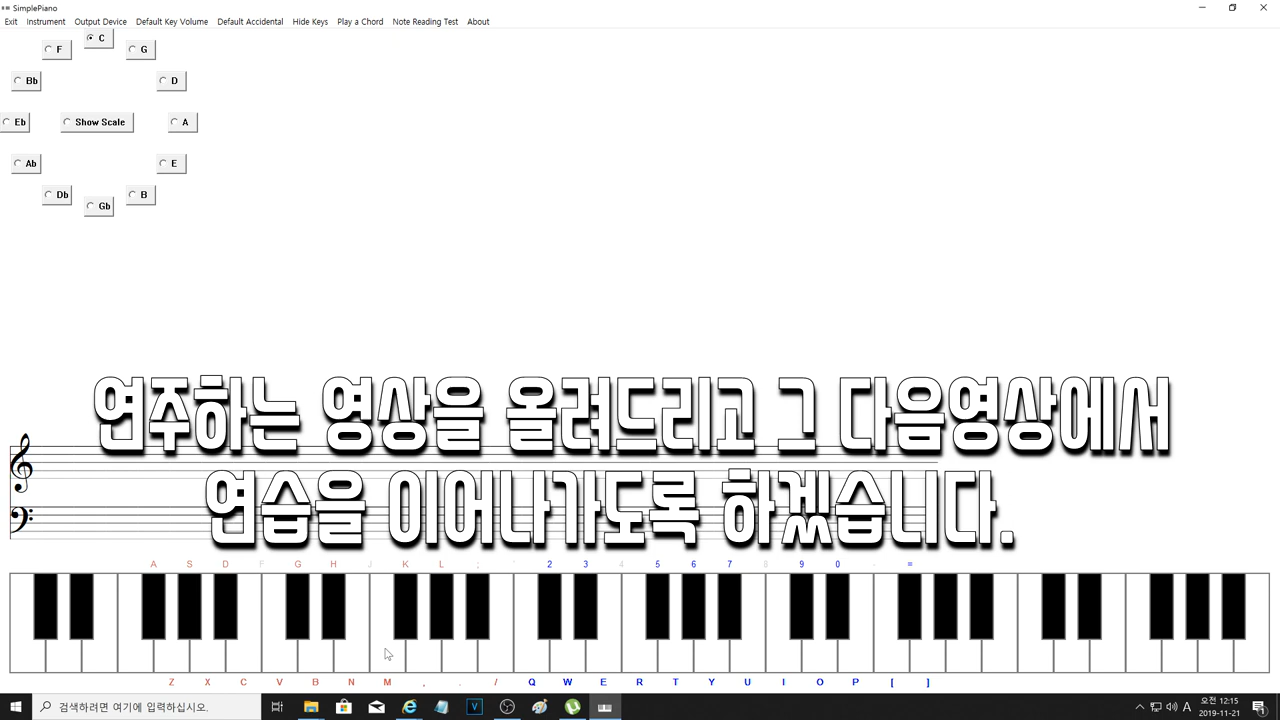 SimplePiano
Exit Instrument Output Device Default Key Volume Default Accidental Hide Keys Play a Chord Note Reading Test About
C
F G
Bb D
Eb Show Scale A
Ab E
Db B
Gb
연주하는 영상을 올려드리고 그 다음영상에서
연습을 이어나가도록 하겠습니다.
A S D F G H J K L ; ' 2 3 4 5 6 7 8 9 0 - =
Z X C V B N M , . / Q W E R T Y U I O P [ ]
검색하려면 여기에 입력하십시오.
A 오전 12:15
2019-11-21